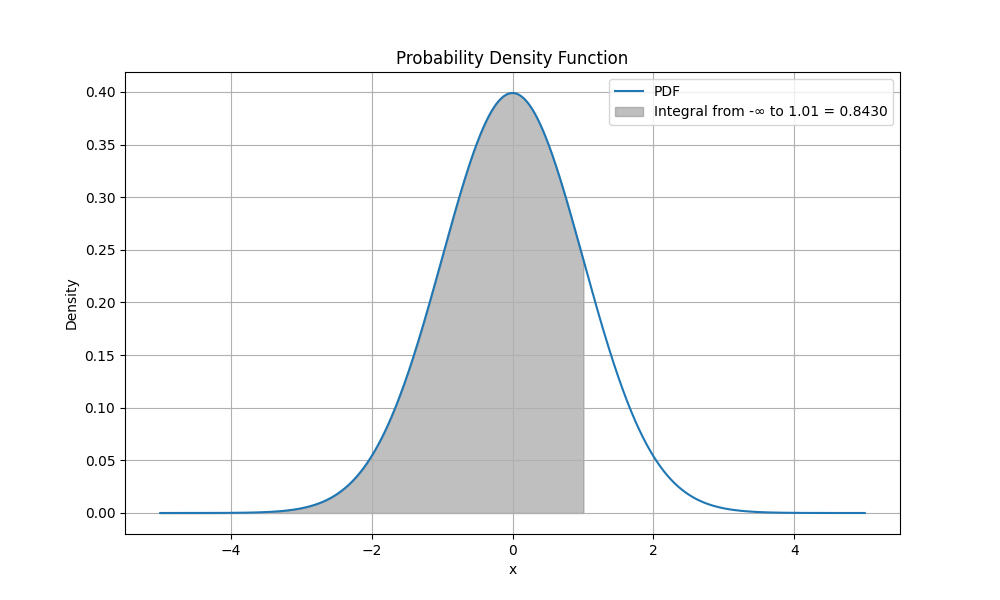 Probability Density Function
PDF
Integral from -∞ to 1.01 = 0.8430
0.40
0.35
0.30
0.25
0.20
0.15
0.10
0.05
0.00
Density
−4
−2
0
2
4
x